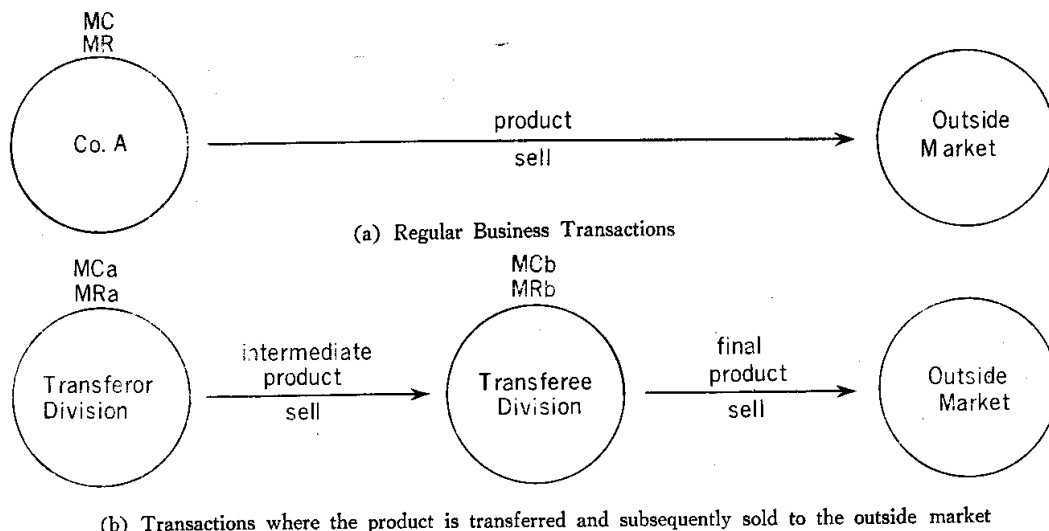 MC
MR
Co. A
product
sell
Outside
Market
(a) Regular Business Transactions
MCa
MRa
Transferor
Division
intermediate
product
sell
MCb
MRb
Transferee
Division
final
product
sell
Outside
Market
(b) Transactions where the product is transferred and subsequently sold to the outside market